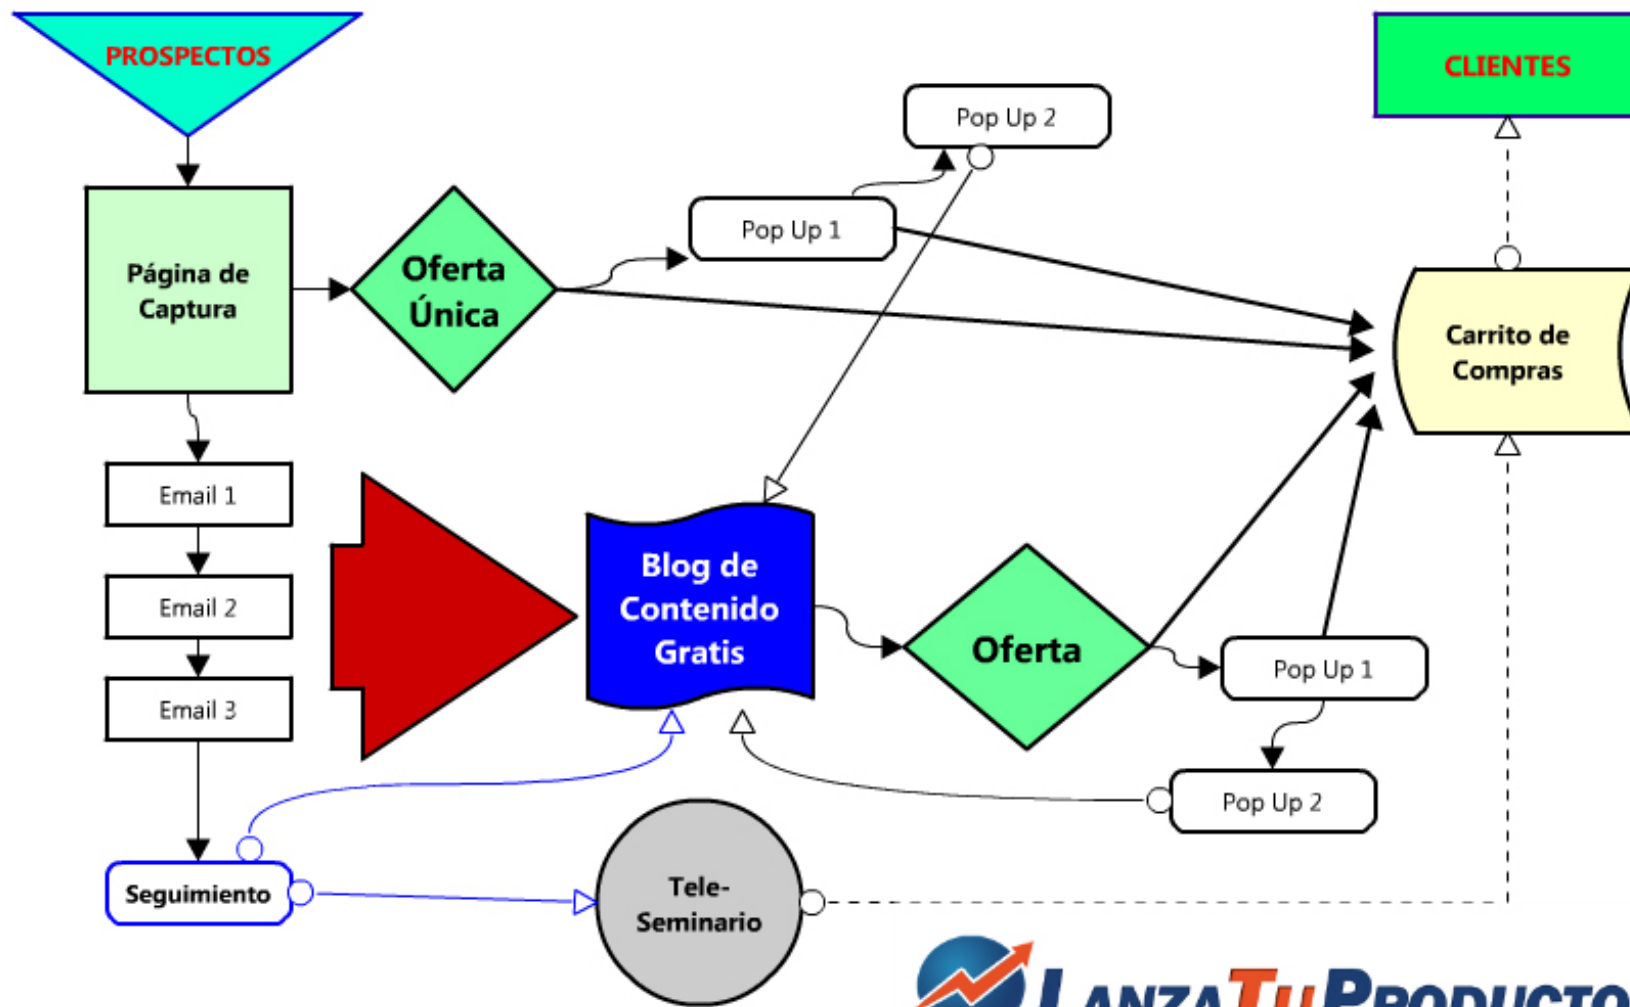 PROSPECTOS
CLIENTES
Pop Up 2
Pop Up 1
Página de
Captura
Oferta
Única
Carrito de
Compras
Email 1
Email 2
Email 3
Blog de
Contenido
Gratis
Oferta
Pop Up 1
Pop Up 2
Seguimiento
Tele-
Seminario
LANZATUPRODUCTO